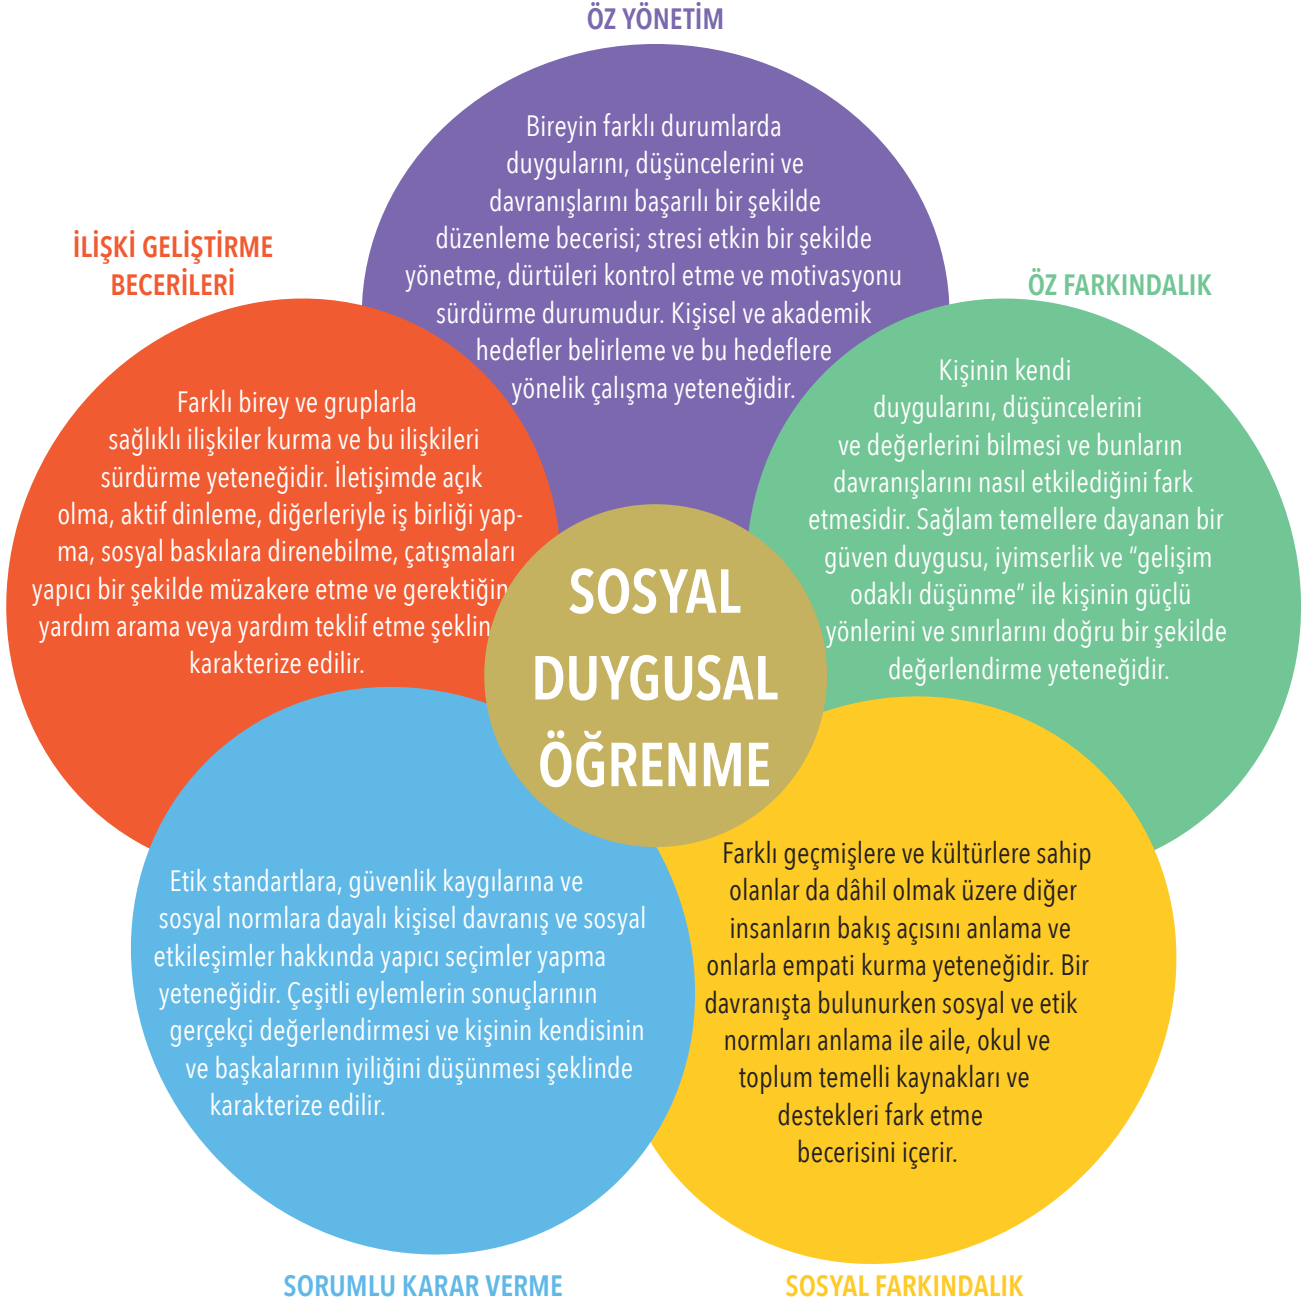 ÖZ YÖNETİM
Bireyin farklı durumlarda
duygularını, düşüncelerini ve
davranışlarını başarılı bir şekilde
düzenleme becerisi; stresi etkin bir şekilde
yönetme, dürtüleri kontrol etme ve motivasyonu
sürdürme durumudur. Kişisel ve akademik
hedefler belirleme ve bu hedeflere
yönelik çalışma yeteneğidir.
İLİŞKİ GELİŞTİRME
BECERİLERİ
Farklı birey ve gruplarla
sağlıklı ilişkiler kurma ve bu ilişkileri
sürdürme yeteneğidir. İletişimde açık
olma, aktif dinleme, diğerleriyle iş birliği yap-
ma, sosyal baskılara direnebilme, çatışmaları
yapıcı bir şekilde müzakere etme ve gerektiğin
yardım arama veya yardım teklif etme şeklin
karakterize edilir.
ÖZ FARKINDALIK
Kişinin kendi
duygularını, düşüncelerini
ve değerlerini bilmesi ve bunların
davranışlarını nasıl etkilediğini fark
etmesidir. Sağlam temellere dayanan bir
güven duygusu, iyimserlik ve "gelişim
odaklı düşünme" ile kişinin güçlü
yönlerini ve sınırlarını doğru bir şekilde
değerlendirme yeteneğidir.
SOSYAL
DUYGUSAL
ÖĞRENME
Etik standartlara, güvenlik kaygılarına ve
sosyal normlara dayalı kişisel davranış ve sosyal
etkileşimler hakkında yapıcı seçimler yapma
yeteneğidir. Çeşitli eylemlerin sonuçlarının
gerçekçi değerlendirmesi ve kişinin kendisinin
ve başkalarının iyiliğini düşünmesi şeklinde
karakterize edilir.
SORUMLU KARAR VERME
Farklı geçmişlere ve kültürlere sahip
olanlar da dâhil olmak üzere diğer
insanların bakış açısını anlama ve
onlarla empati kurma yeteneğidir. Bir
davranışta bulunurken sosyal ve etik
normları anlama ile aile, okul ve
toplum temelli kaynakları ve
destekleri fark etme
becerisini içerir.
SOSYAL FARKINDALIK